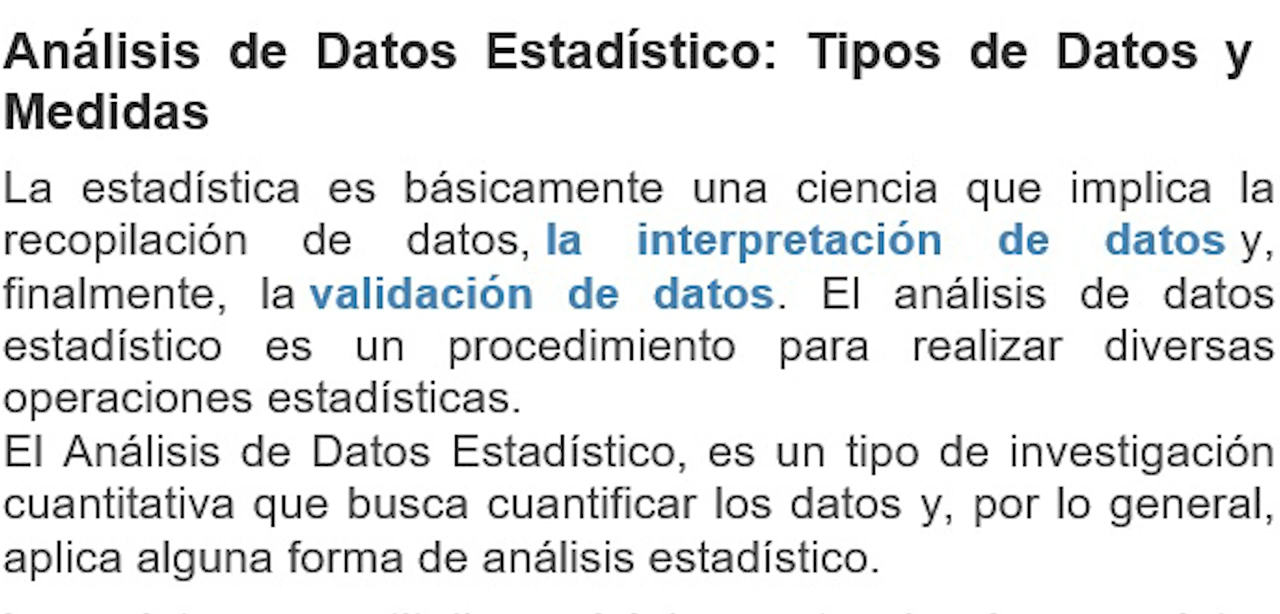 Análisis de Datos Estadístico: Tipos de Datos y
Medidas
La estadística es básicamente una ciencia que implica la
recopilación de datos, la interpretación de datos y,
finalmente, la validación de datos. El análisis de datos
estadístico es un procedimiento para realizar diversas
operaciones estadísticas.
El Análisis de Datos Estadístico, es un tipo de investigación
cuantitativa que busca cuantificar los datos y, por lo general,
aplica alguna forma de análisis estadístico.